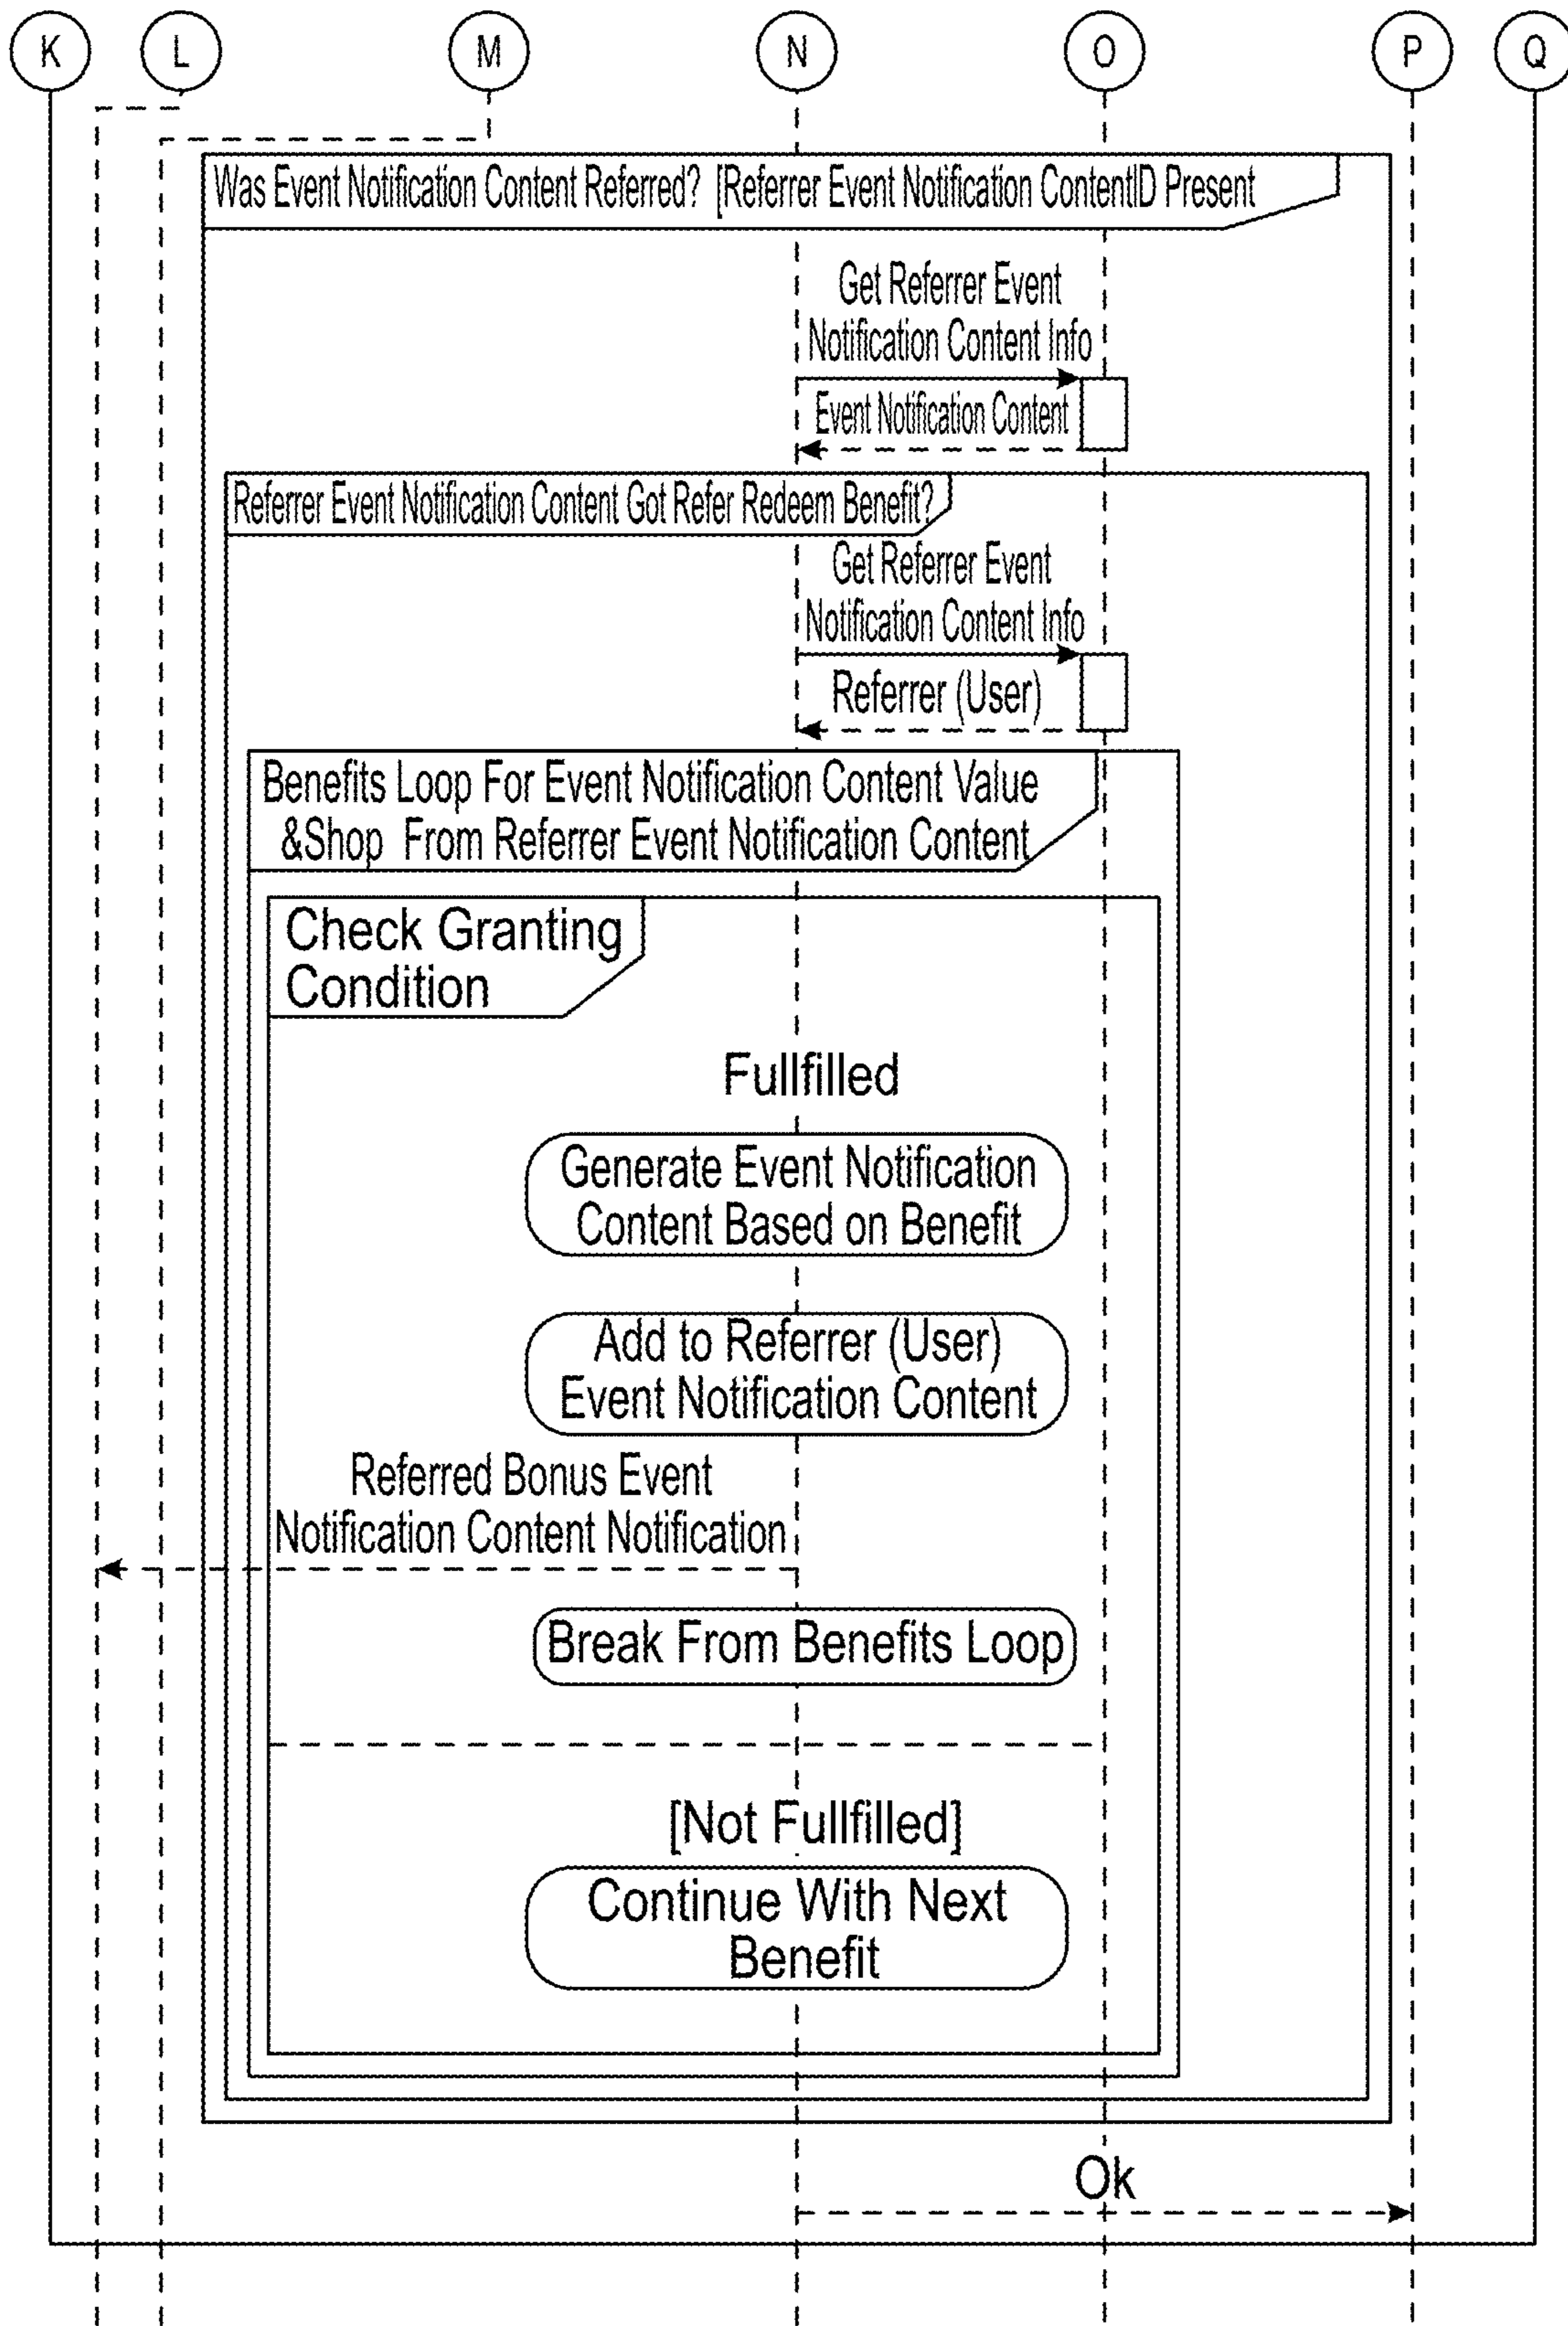 K L M N O P Q
Was Event Notification Content Referred? [Referrer Event Notification ContentID Present
Get Referrer Event
Notification Content Info
Event Notification Content
Referrer Event Notification Content Got Refer Redeem Benefit?
Get Referrer Event
Notification Content Info
Referrer (User)
Benefits Loop For Event Notification Content Value
&Shop From Referrer Event Notification Content
Check Granting
Condition
Fullfilled
Generate Event Notification
Content Based on Benefit
Add to Referrer (User)
Event Notification Content
Referred Bonus Event
Notification Content Notification
Break From Benefits Loop
[Not Fullfilled]
Continue With Next
Benefit
Ok